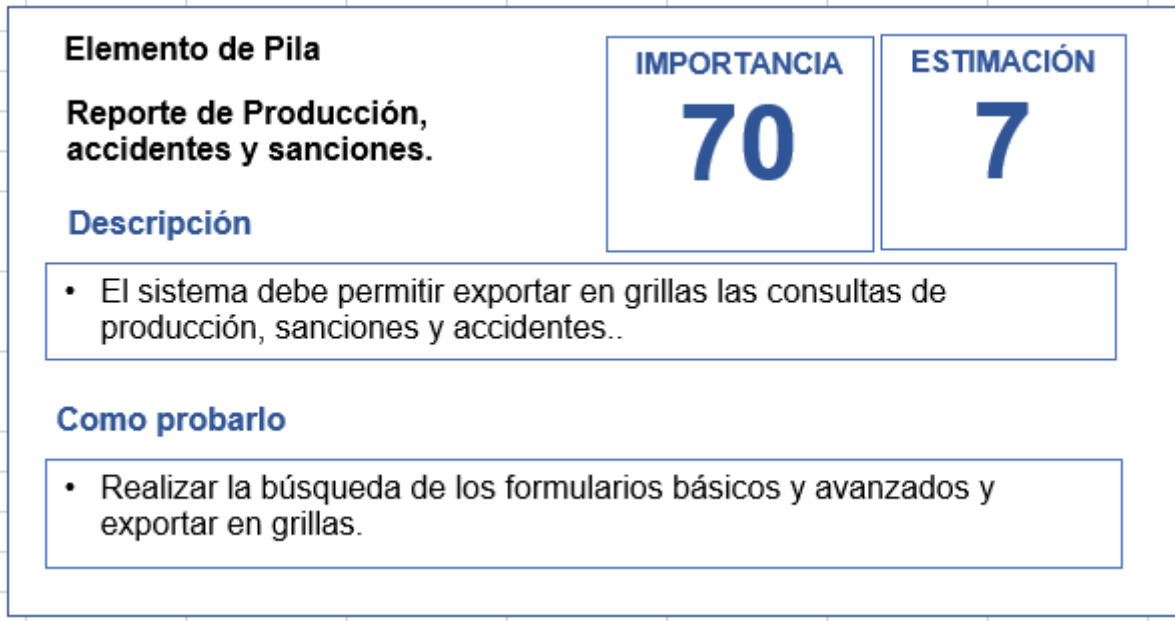 Elemento de Pila
IMPORTANCIA
70
ESTIMACIÓN
7
Reporte de Producción,
accidentes y sanciones.
Descripción
• El sistema debe permitir exportar en grillas las consultas de
producción, sanciones y accidentes..
Como probarlo
• Realizar la búsqueda de los formularios básicos y avanzados y
exportar en grillas.